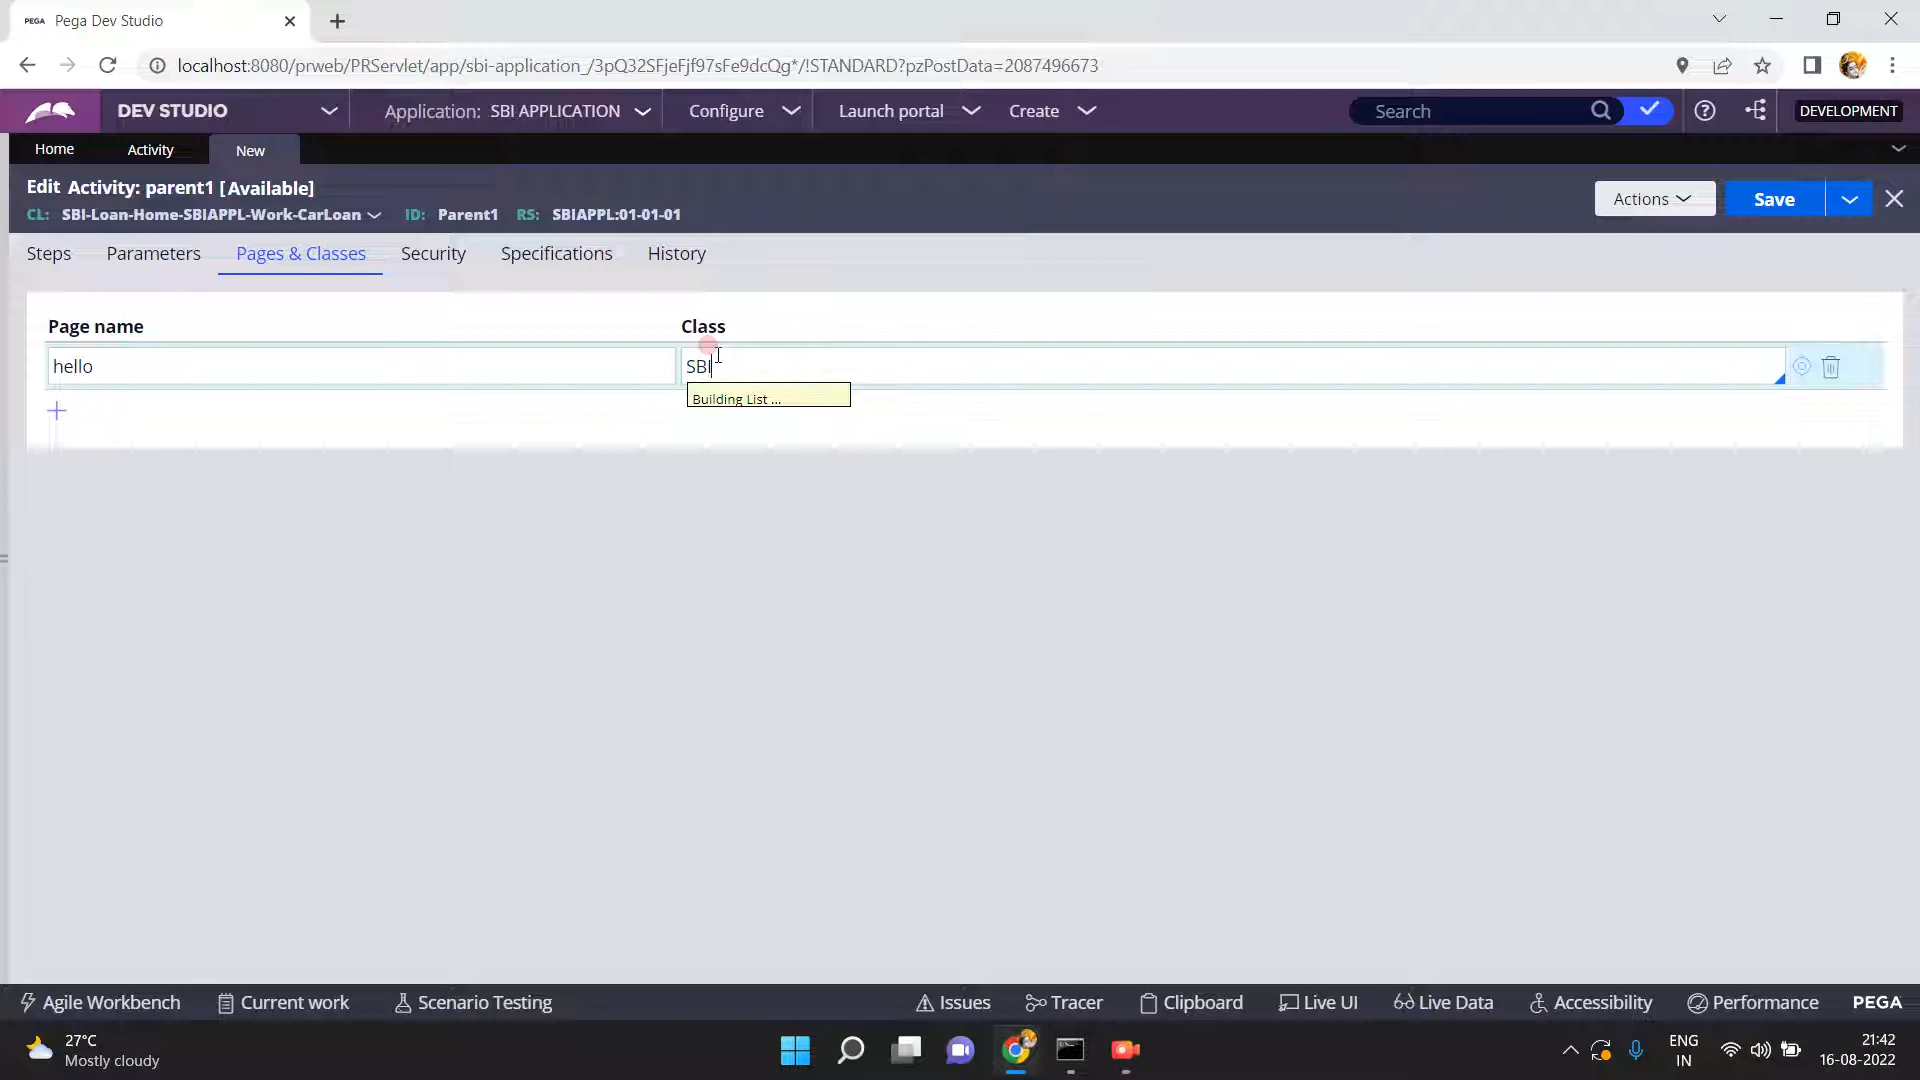 PEGA Pega Dev Studio
localhost:8080/prweb/PRServlet/app/sbi-application_/3pQ32SFjeFjf97sFe9dcQg*/!STANDARD?pzPostData=2087496673
DEV STUDIO Application: SBI APPLICATION Configure Launch portal Create Search DEVELOPMENT
Home Activity New
Edit Activity: parent1 [Available]
Actions Save
CL: SBI-Loan-Home-SBIAPPL-Work-CarLoan ID: Parent1 RS: SBIAPPL:01-01-01
Steps Parameters Pages & Classes Security Specifications History
Page name Class
hello SBI
Building List ...
Agile Workbench Current work Scenario Testing Issues Tracer Clipboard Live UI Live Data Accessibility Performance PEGA
27°C ENG 21:42
Mostly cloudy IN 16-08-2022